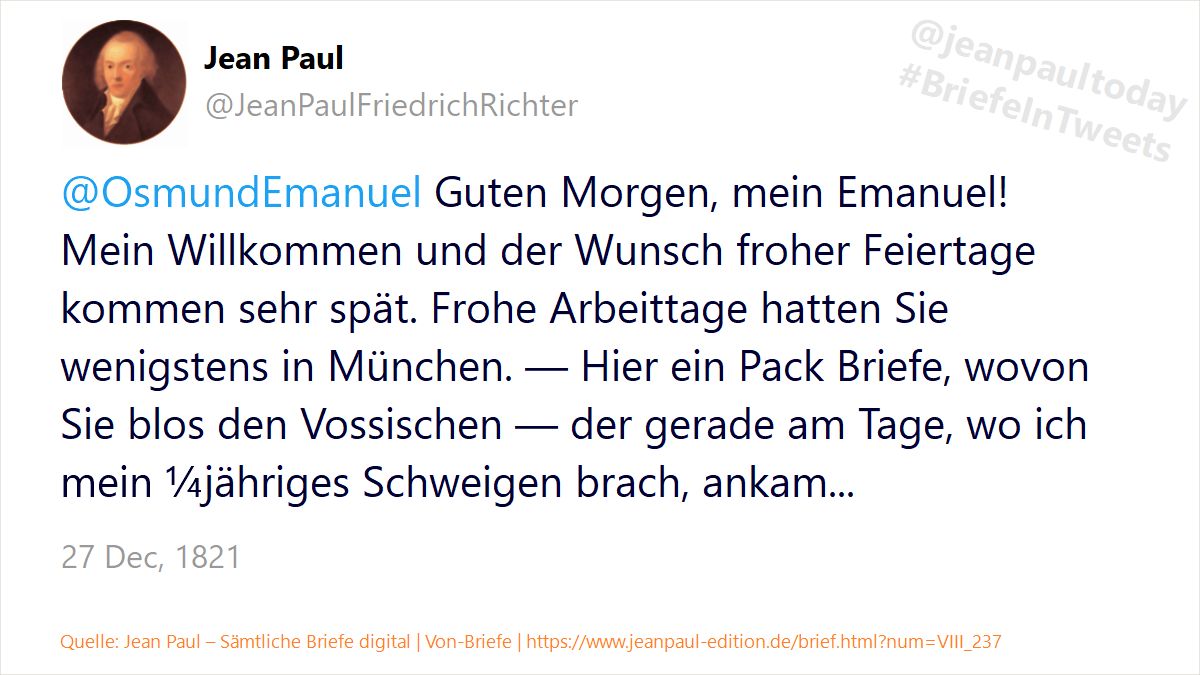 @jeanpaultoday
#BriefeInTweets
Jean Paul
@JeanPaulFriedrichRichter
@OsmundEmanuel Guten Morgen, mein Emanuel!
Mein Willkommen und der Wunsch froher Feiertage
kommen sehr spät. Frohe Arbeittage hatten Sie
wenigstens in München. — Hier ein Pack Briefe, wovon
Sie blos den Vossischen — der gerade am Tage, wo ich
mein ¼jähriges Schweigen brach, ankam...
27 Dec, 1821
Quelle: Jean Paul – Sämtliche Briefe digital | Von-Briefe | https://www.jeanpaul-edition.de/brief.html?num=VIII_237